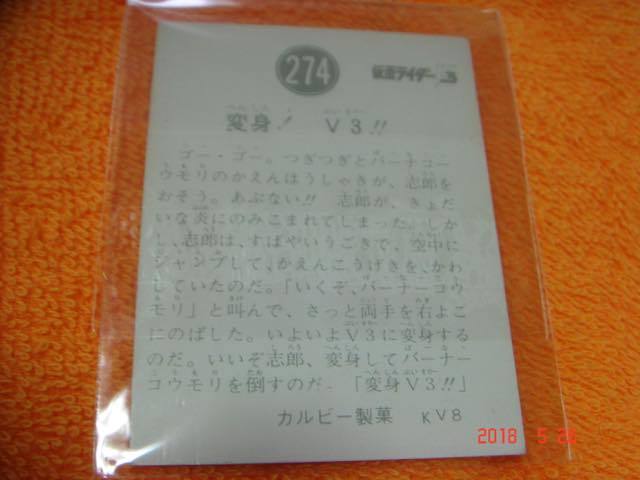 274
仮面ライダーV3
変身! V3!!
ゴー・ゴー。つぎつぎとバーナーコー
ウモリのかえんほうしゃきが、志郎を
おそう。あぶない!! 志郎が、きょだ
いな炎にのみこまれてしまった。しか
し、志郎は、すばやいうごきで、空中に
ジャンプして、かえんこうげきを、かわ
していたのだ。「いくぞ、バーナーコウ
モリ」と叫んで、さっと両手を右よこ
にのばした。いよいよV3に変身する
のだ。いいぞ志郎、変身してバーナー
コウモリを倒すのだ。「変身V3!!」
カルビー製菓 KV8
2018 5